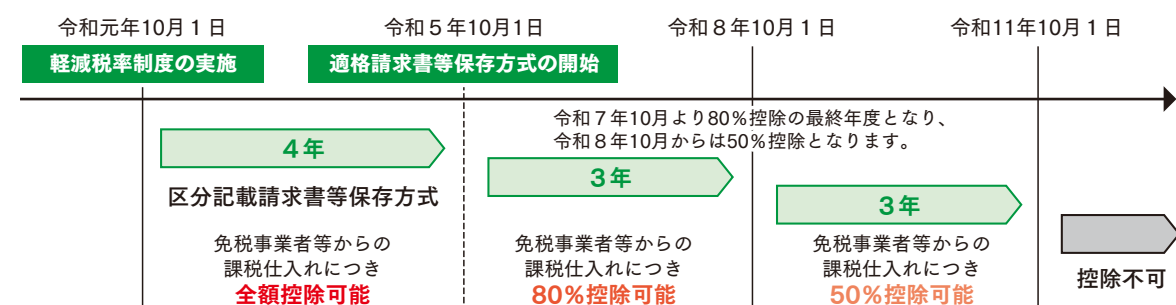 令和元年10月１日
令和５年10月1日
令和８年10月１日
令和11年10月１日
軽減税率制度の実施
適格請求書等保存方式の開始
令和７年10月より80％控除の最終年度となり、
令和８年10月からは50％控除となります。
４年
３年
３年
区分記載請求書等保存方式
免税事業者等からの
課税仕入れにつき
全額控除可能
免税事業者等からの
課税仕入れにつき
80％控除可能
免税事業者等からの
課税仕入れにつき
50％控除可能
控除不可